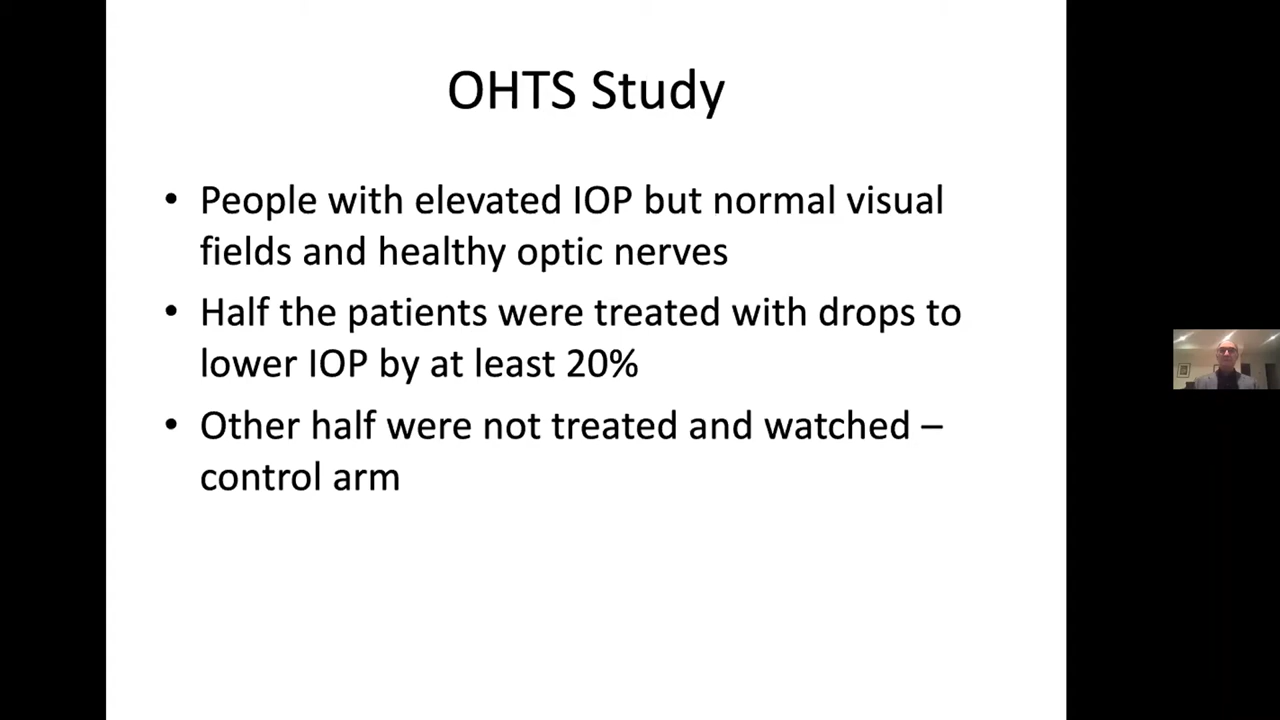 OHTS Study
• People with elevated IOP but normal visual
fields and healthy optic nerves
• Half the patients were treated with drops to
lower IOP by at least 20%
• Other half were not treated and watched –
control arm